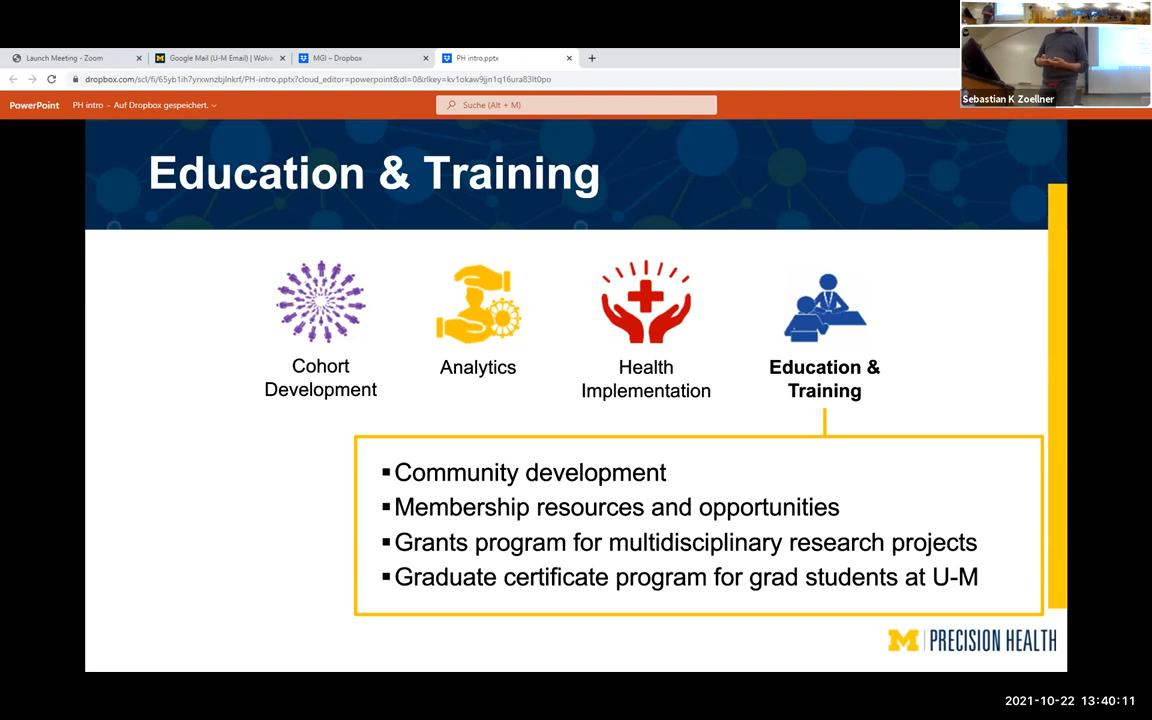 Launch Meeting - Zoom
Google Mail (U-M Email) | Wolve
MGI – Dropbox
PH intro.pptx
dropbox.com/scl/fi/65yb1ih7yrxwnzbjlnkrf/PH-intro.pptx?cloud_editor=powerpoint&dl=0&rlkey=kv1okaw9jjn1q16ura83lt0po
PowerPoint
PH intro - Auf Dropbox gespeichert.
Suche (Alt + M)
Sebastian K Zoellner
Education & Training
Cohort
Development
Analytics
Health
Implementation
Education &
Training
▪Community development
▪Membership resources and opportunities
▪Grants program for multidisciplinary research projects
▪Graduate certificate program for grad students at U-M
M | PRECISION HEALTH
2021-10-22 13:40:11